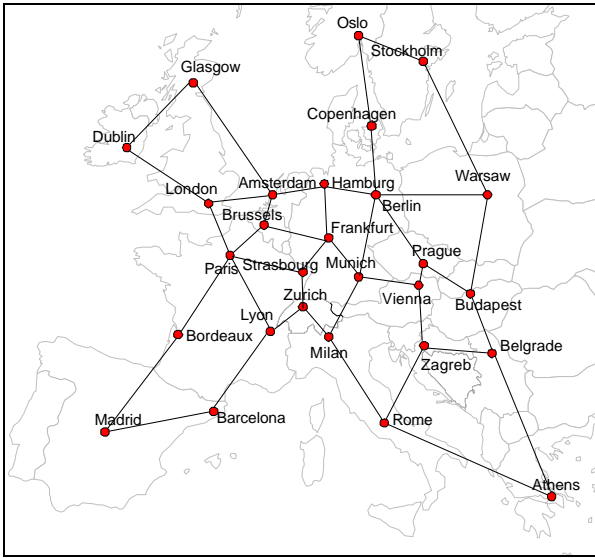 Oslo
Stockholm
Glasgow
Copenhagen
Dublin
London
Amsterdam
Hamburg
Warsaw
Berlin
Brussels
Frankfurt
Paris
Strasbourg
Munich
Prague
Zurich
Vienna
Budapest
Lyon
Bordeaux
Milan
Belgrade
Zagreb
Madrid
Barcelona
Rome
Athens